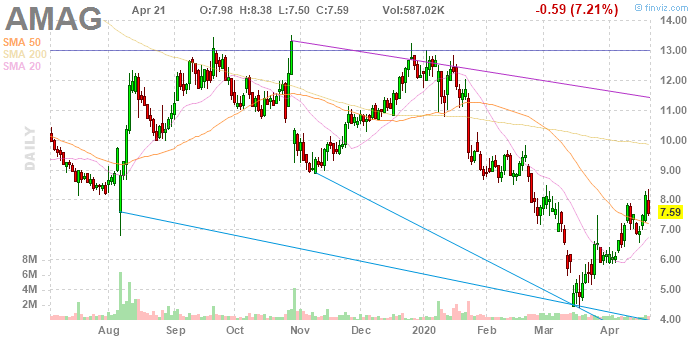 © finviz.com
AMAG Apr 21 O:7.98 H:8.38 L:7.50 C:7.59 Vol:587.02K -0.59 (7.21%)
SMA 50
SMA 200
SMA 20
DAILY
14.00
13.00
12.00
11.00
10.00
9.00
8.00
7.59
7.00
6.00
5.00
4.00
8M
6M
4M
2M
Aug Sep Oct Nov Dec 2020 Feb Mar Apr